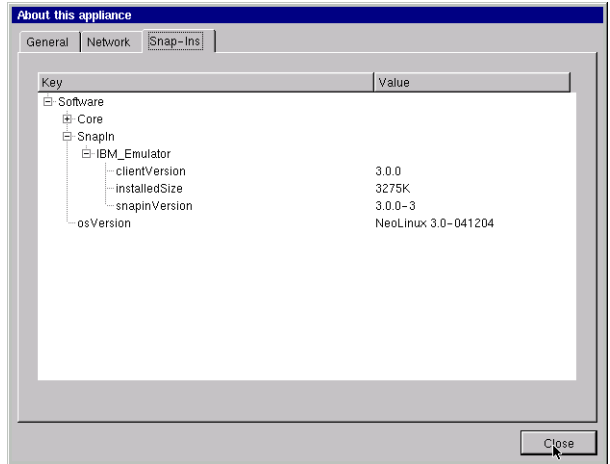 About this appliance
General Network Snap-Ins
Key Value
Software
Core
SnapIn
IBM_Emulator
clientVersion 3.0.0
installedSize 3275K
snapinVersion 3.0.0-3
osVersion NeoLinux 3.0-041204
Close